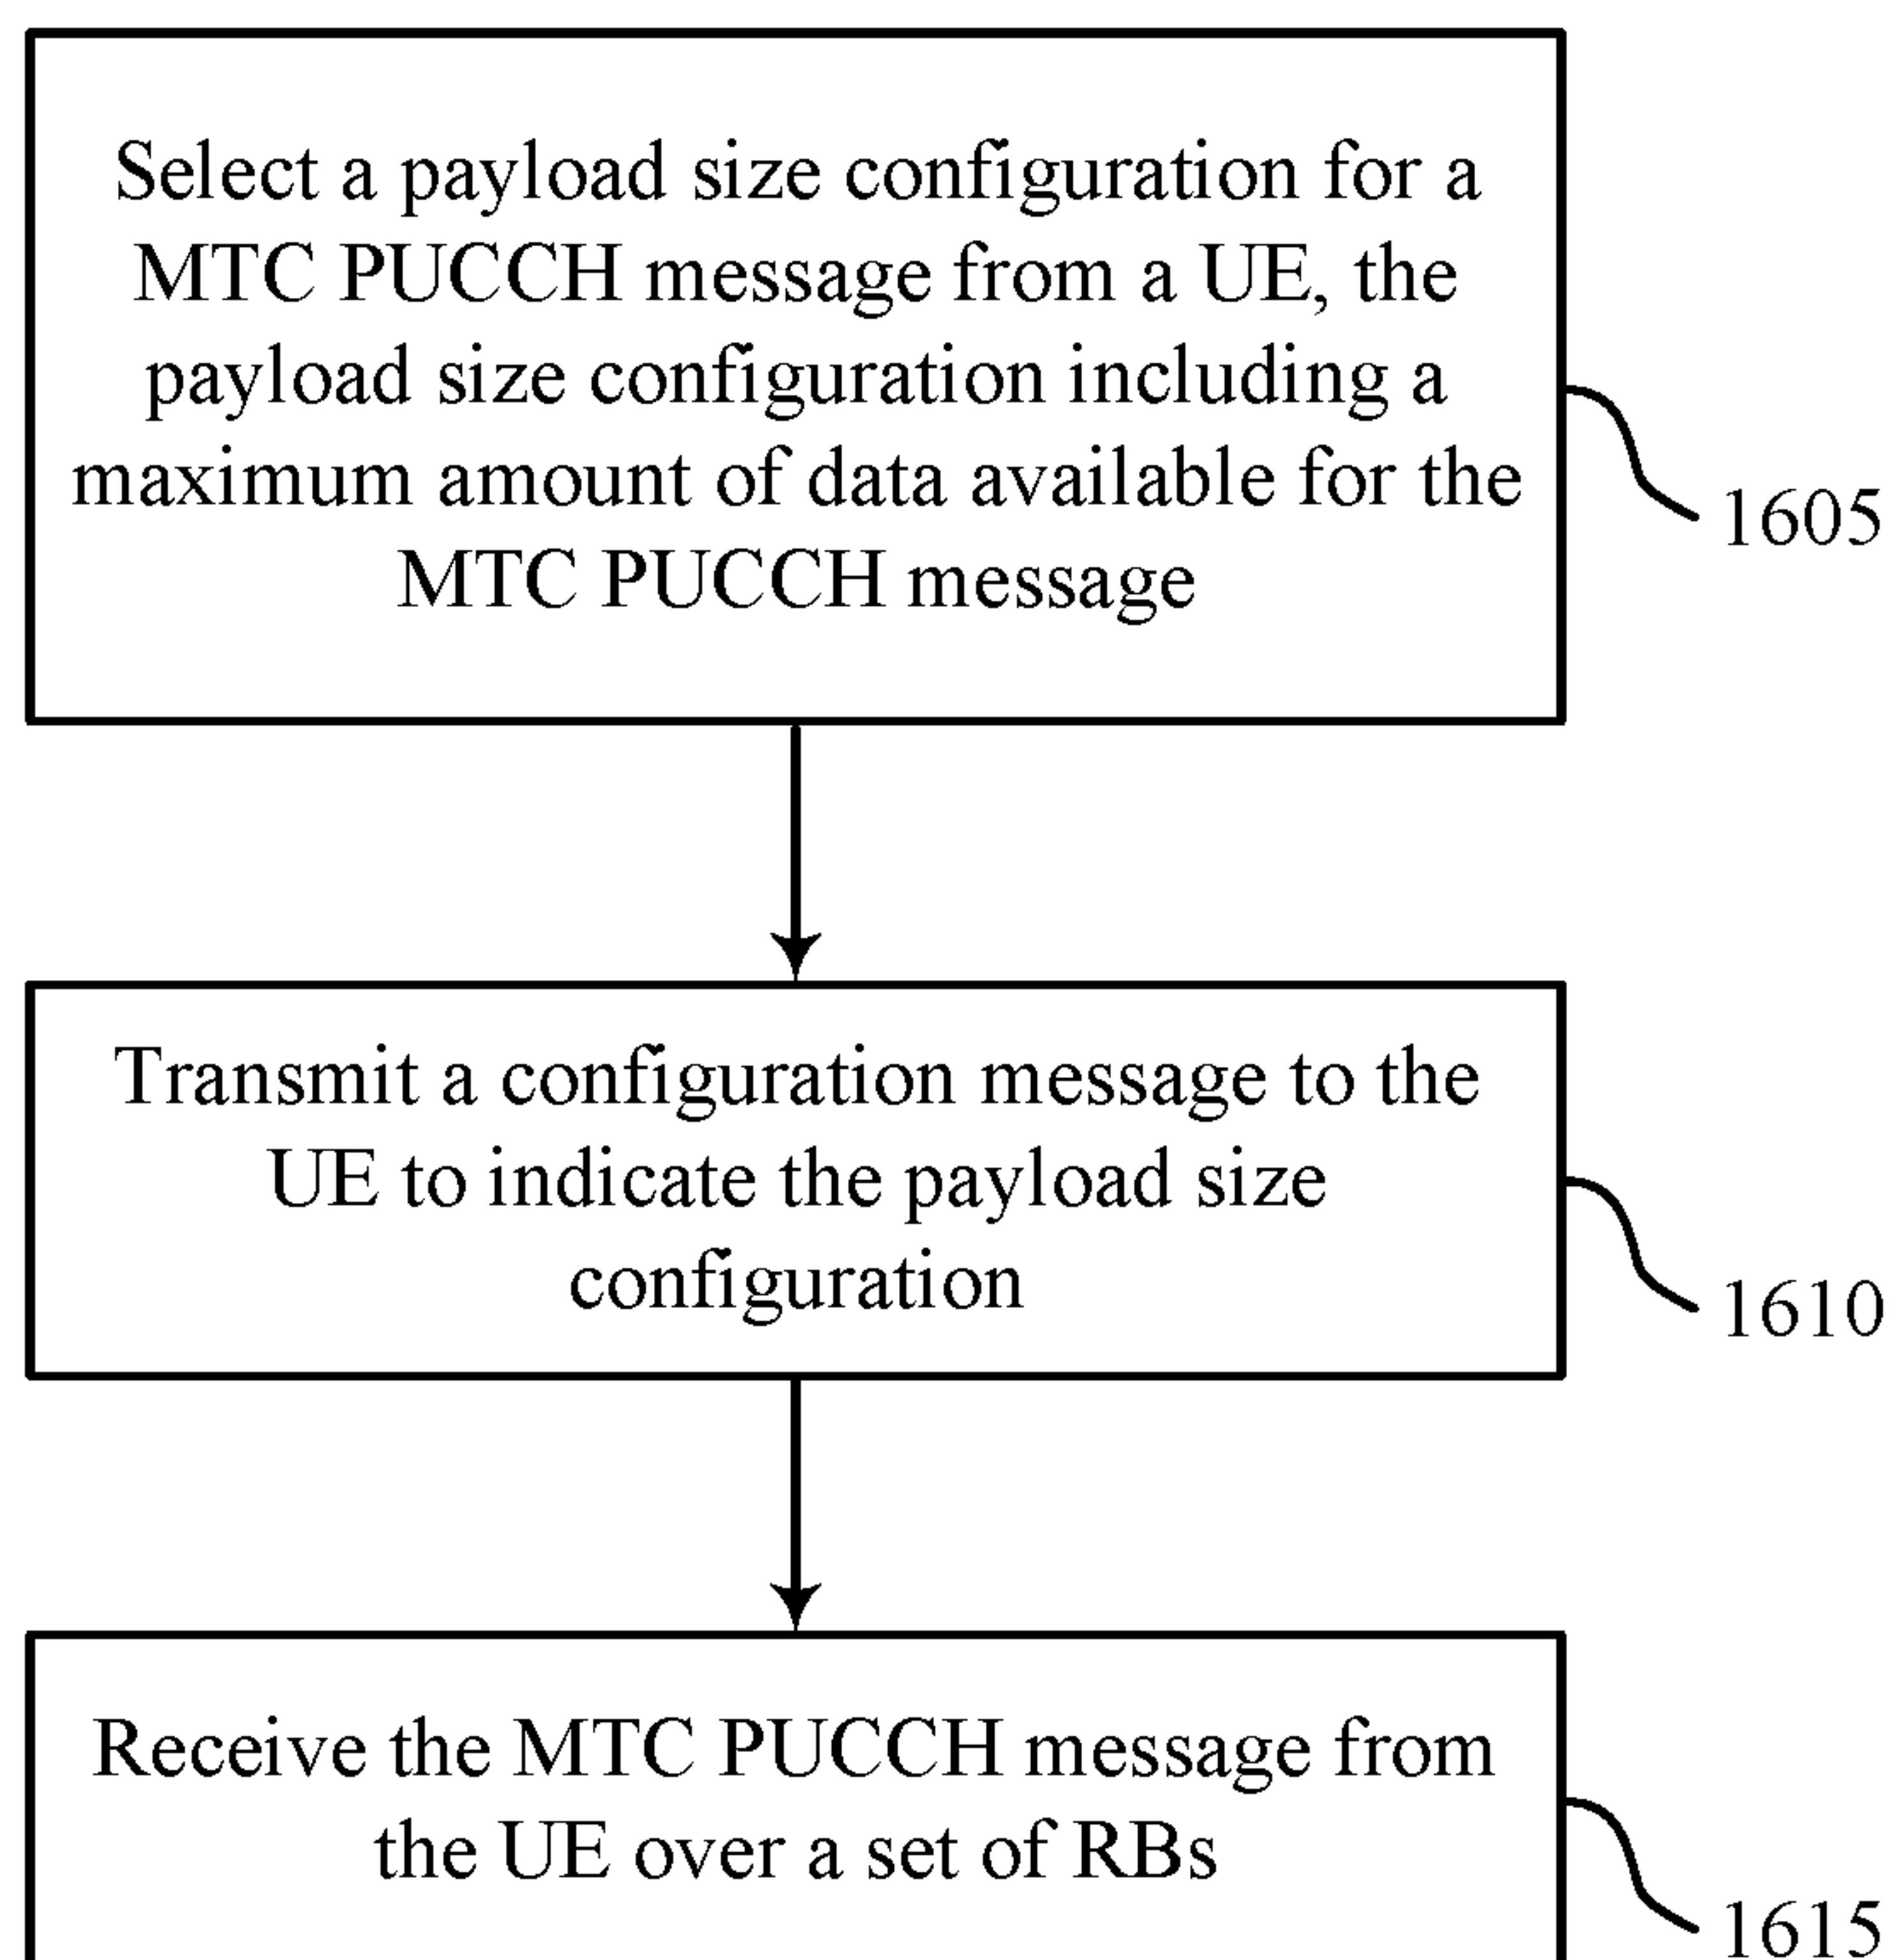 Select a payload size configuration for a
MTC PUCCH message from a UE, the
payload size configuration including a
maximum amount of data available for the
MTC PUCCH message
1605
Transmit a configuration message to the
UE to indicate the payload size
configuration
1610
Receive the MTC PUCCH message from
the UE over a set of RBs
1615